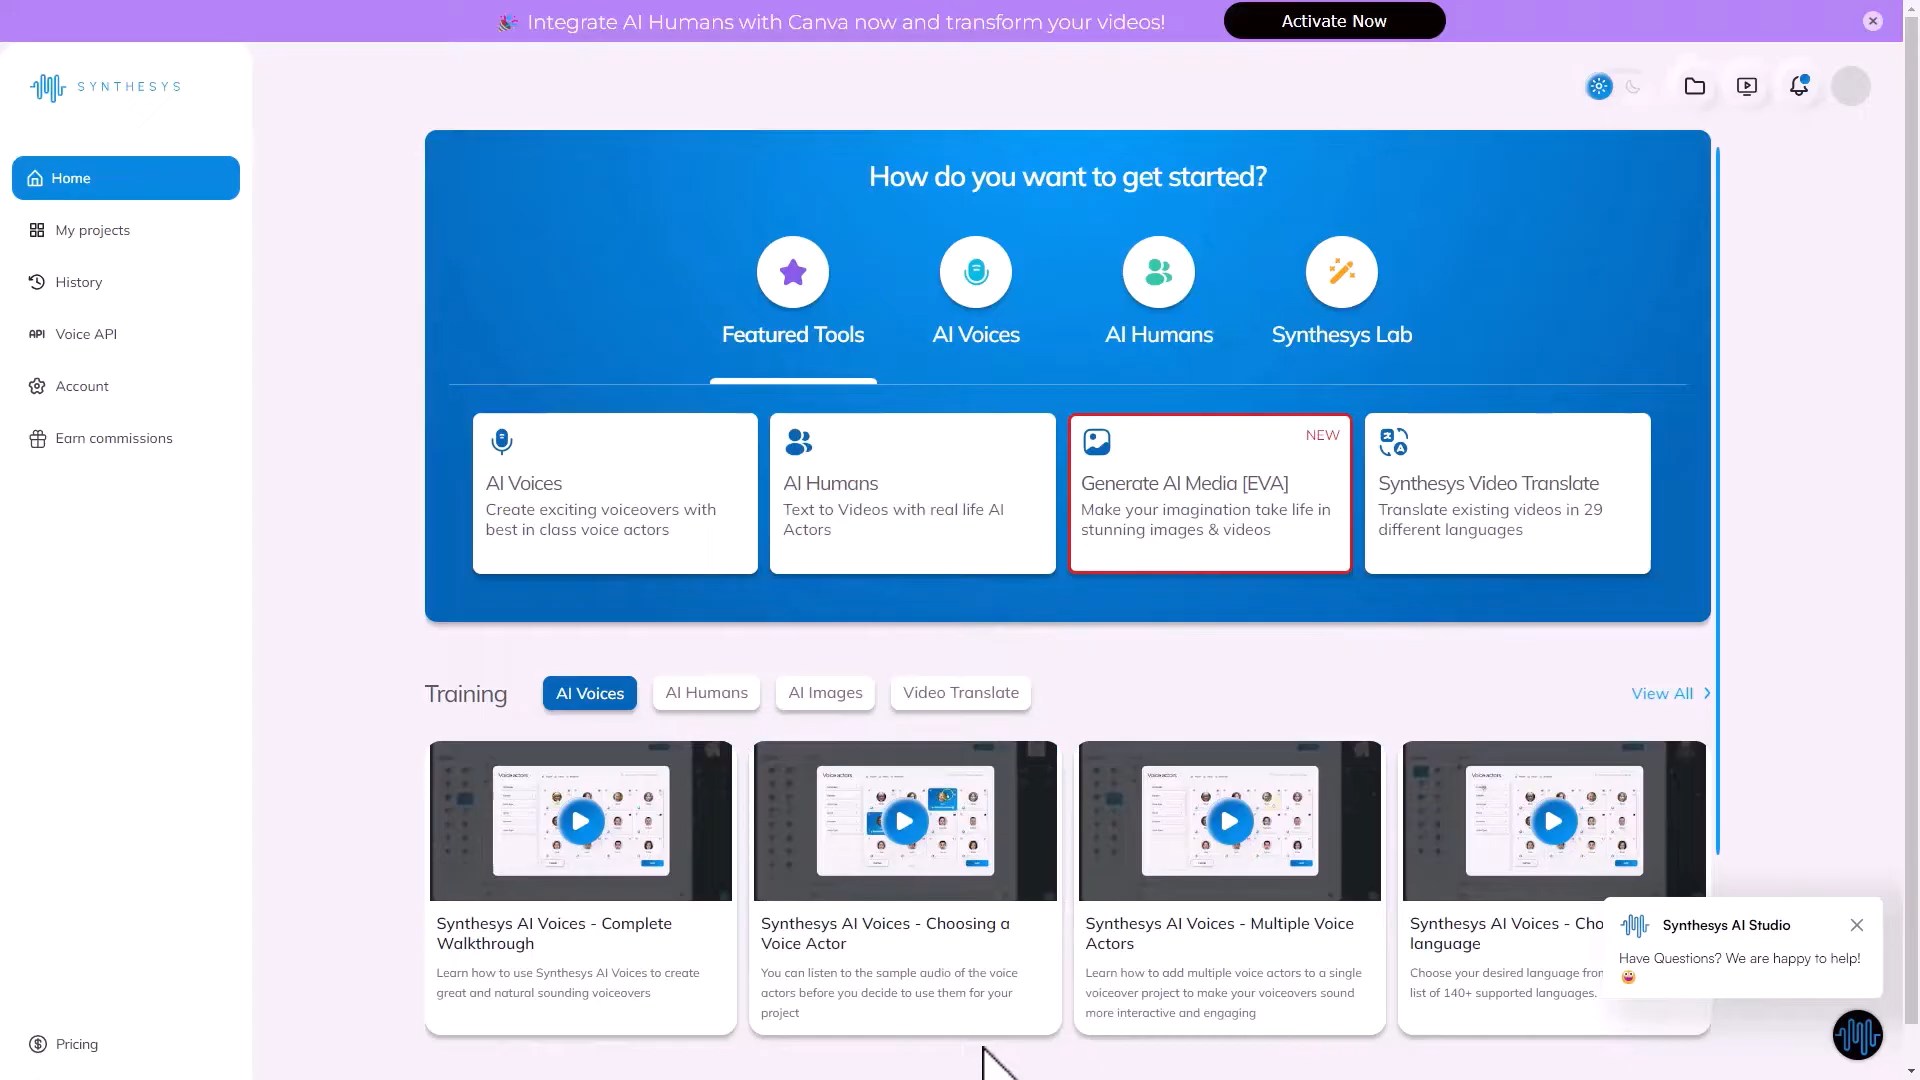 Integrate AI Humans with Canva now and transform your videos!
Activate Now
SYNTHESYS
Home
My projects
History
API Voice API
Account
Earn commissions
Pricing
How do you want to get started?
Featured Tools
AI Voices
AI Humans
Synthesys Lab
AI Voices
Create exciting voiceovers with
best in class voice actors
AI Humans
Text to Videos with real life AI
Actors
NEW
Generate AI Media [EVA]
Make your imagination take life in
stunning images & videos
Synthesys Video Translate
Translate existing videos in 29
different languages
Training
AI Voices
AI Humans
AI Images
Video Translate
View All
Synthesys AI Voices - Complete
Walkthrough
Learn how to use Synthesys AI Voices to create
great and natural sounding voiceovers
Synthesys AI Voices - Choosing a
Voice Actor
You can listen to the sample audio of the voice
actors before you decide to use them for your
project
Synthesys AI Voices - Multiple Voice
Actors
Learn how to add multiple voice actors to a single
voiceover project to make your voiceovers sound
more interactive and engaging
Synthesys AI Voices - Cho
language
Choose your desired language from
list of 140+ supported languages.
Synthesys AI Studio
Have Questions? We are happy to help!